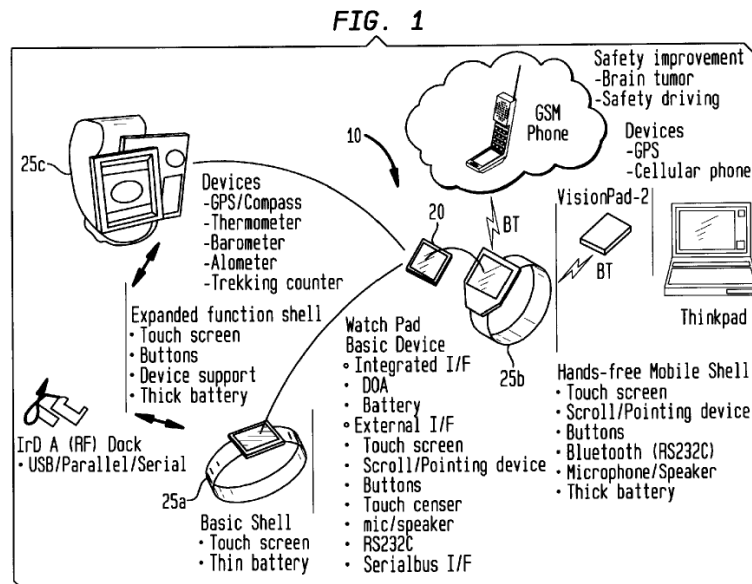 FIG. 1
Safety improvement
-Brain tumor
-Safety driving
GSM
Phone
Devices
-GPS
-Cellular phone
10
25c
Devices
-GPS/Compass
-Thermometer
-Barometer
-Alometer
-Trekking counter
20
BT
VisionPad-2
BT
Thinkpad
Expanded function shell
• Touch screen
• Buttons
• Device support
• Thick battery
Watch Pad
Basic Device
∘ Integrated I/F
• DOA
• Battery
∘ External I/F
• Touch screen
• Scroll/Pointing device
• Buttons
• Touch censer
• mic/speaker
• RS232C
• Serialbus I/F
25b
Hands-free Mobile Shell
• Touch screen
• Scroll/Pointing device
• Buttons
• Bluetooth (RS232C)
• Microphone/Speaker
• Thick battery
IrD A (RF) Dock
• USB/Parallel/Serial
25a
Basic Shell
• Touch screen
• Thin battery